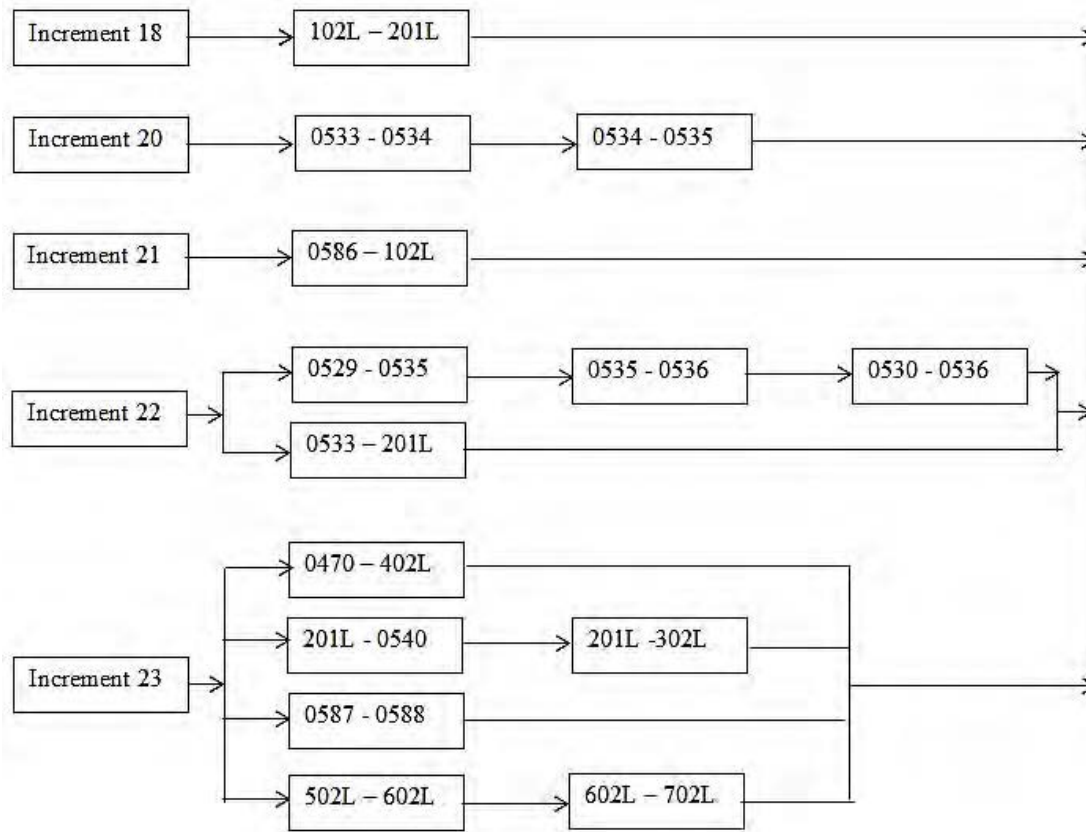 Increment 18
102L – 201L
Increment 20
0533 - 0534
0534 - 0535
Increment 21
0586 – 102L
Increment 22
0529 - 0535
0535 - 0536
0530 - 0536
0533 – 201L
Increment 23
0470 – 402L
201L - 0540
201L -302L
0587 - 0588
502L – 602L
602L – 702L